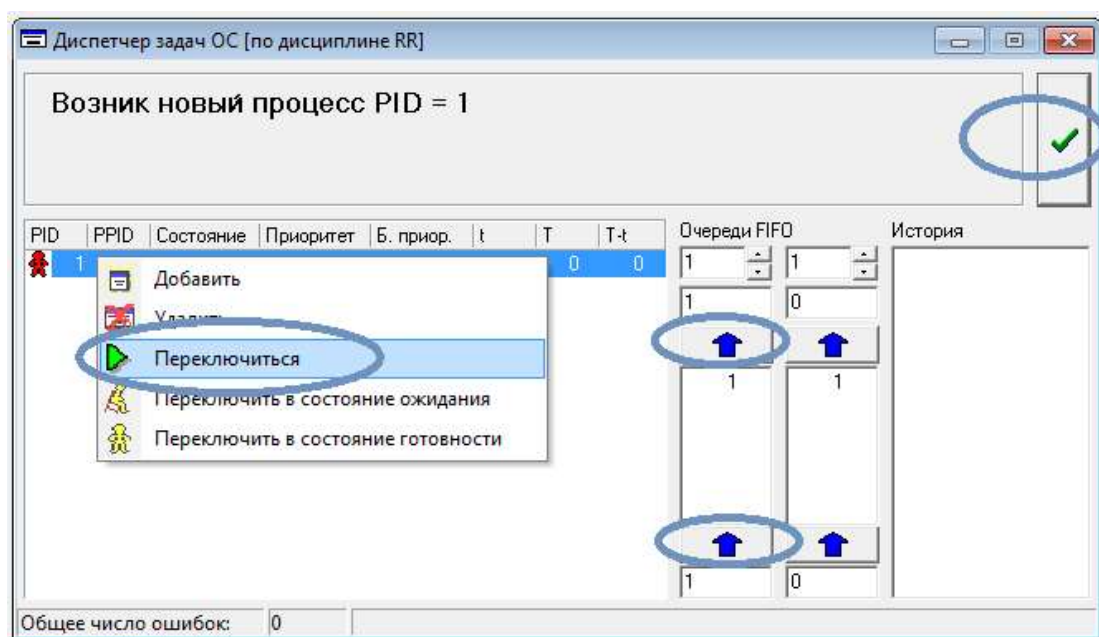 Диспетчер задач ОС [по дисциплине RR]
Возник новый процесс PID = 1
PID PPID Состояние Приоритет Б. приор. t T T-t
1 0 0
Добавить
Удалить
Переключиться
Переключить в состояние ожидания
Переключить в состояние готовности
Очереди FIFO
1 1
1 0
1 1
1 0
История
Общее число ошибок: 0